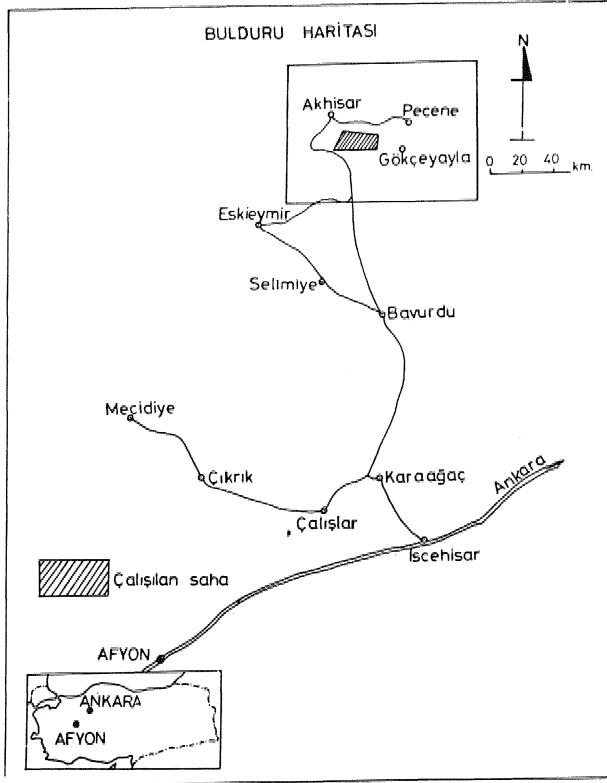 BULDURU HARİTASI
N
Akhisar
Pecene
Gökçeyayla
0 20 40 km.
Eskieymir
Selimiye
Bavurdu
Mecidiye
Çıkrık
Karaağaç
Ankara
Çalışlar
İscehisar
Çalışılan saha
AFYON
ANKARA
AFYON